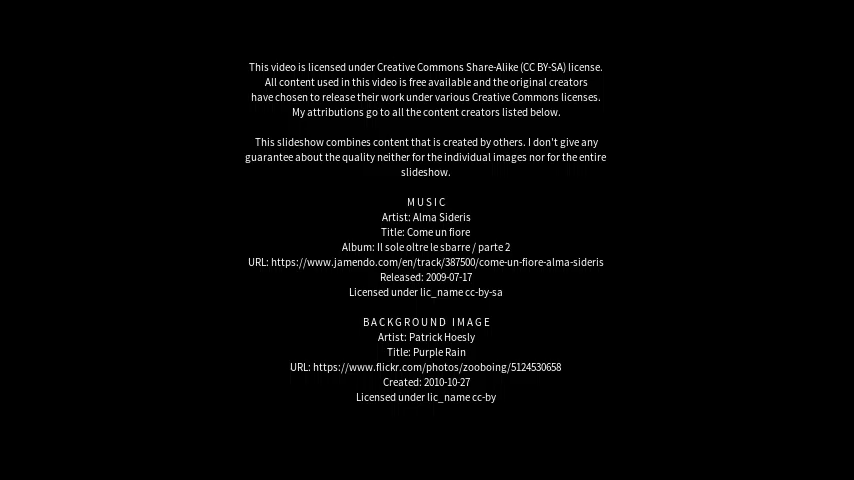 This video is licensed under Creative Commons Share-Alike (CC BY-SA) license.
All content used in this video is free available and the original creators
have chosen to release their work under various Creative Commons licenses.
My attributions go to all the content creators listed below.
This slideshow combines content that is created by others. I don't give any
guarantee about the quality neither for the individual images nor for the entire
slideshow.
M U S I C
Artist: Alma Sideris
Title: Come un fiore
Album: Il sole oltre le sbarre / parte 2
URL: https://www.jamendo.com/en/track/387500/come-un-fiore-alma-sideris
Released: 2009-07-17
Licensed under lic_name cc-by-sa
B A C K G R O U N D   I M A G E
Artist: Patrick Hoesly
Title: Purple Rain
URL: https://www.flickr.com/photos/zooboing/5124530658
Created: 2010-10-27
Licensed under lic_name cc-by